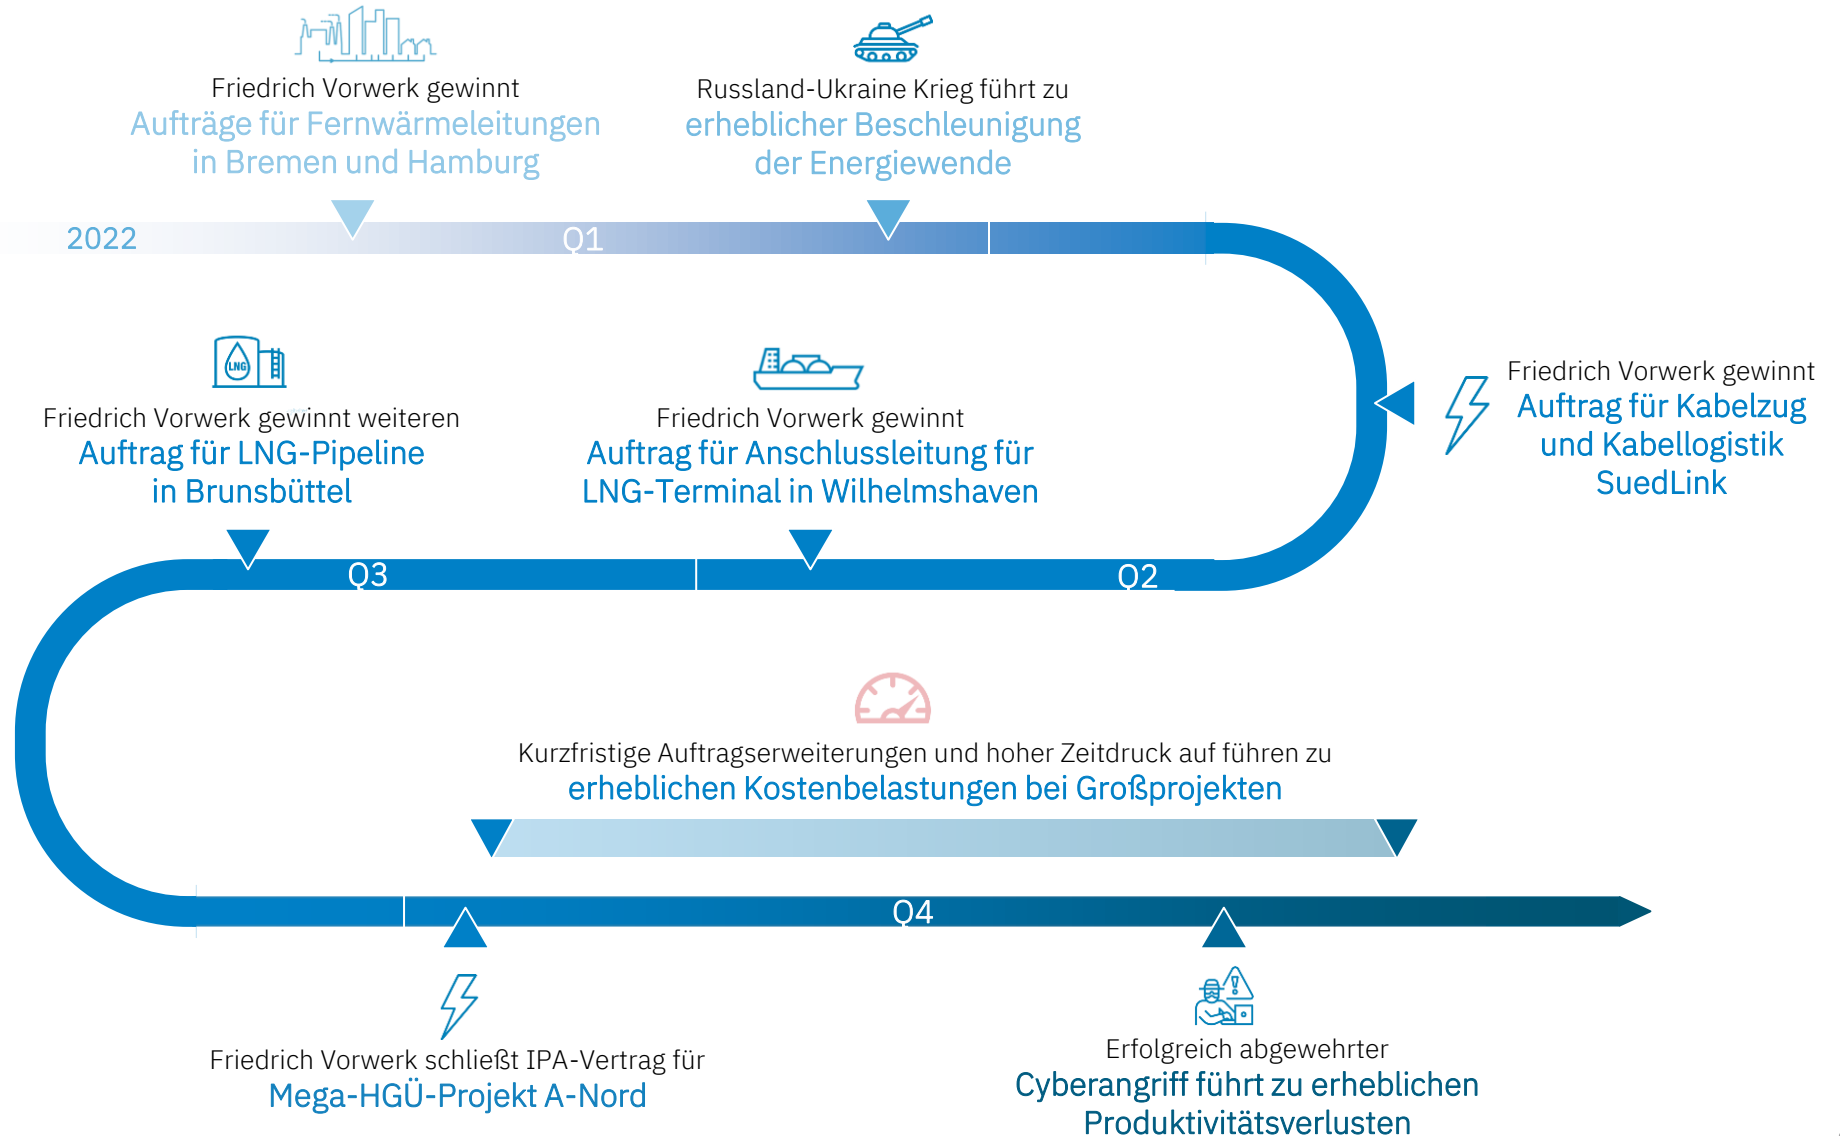 Friedrich Vorwerk gewinnt
Aufträge für Fernwärmeleitungen
in Bremen und Hamburg
Russland-Ukraine Krieg führt zu
erheblicher Beschleunigung
der Energiewende
2022
Q1
Friedrich Vorwerk gewinnt
Auftrag für Kabelzug
und Kabellogistik
SuedLink
LNG
Friedrich Vorwerk gewinnt weiteren
Auftrag für LNG-Pipeline
in Brunsbüttel
Friedrich Vorwerk gewinnt
Auftrag für Anschlussleitung für
LNG-Terminal in Wilhelmshaven
Q3
Q2
Kurzfristige Auftragserweiterungen und hoher Zeitdruck auf führen zu
erheblichen Kostenbelastungen bei Großprojekten
Q4
Friedrich Vorwerk schließt IPA-Vertrag für
Mega-HGÜ-Projekt A-Nord
Erfolgreich abgewehrter
Cyberangriff führt zu erheblichen
Produktivitätsverlusten